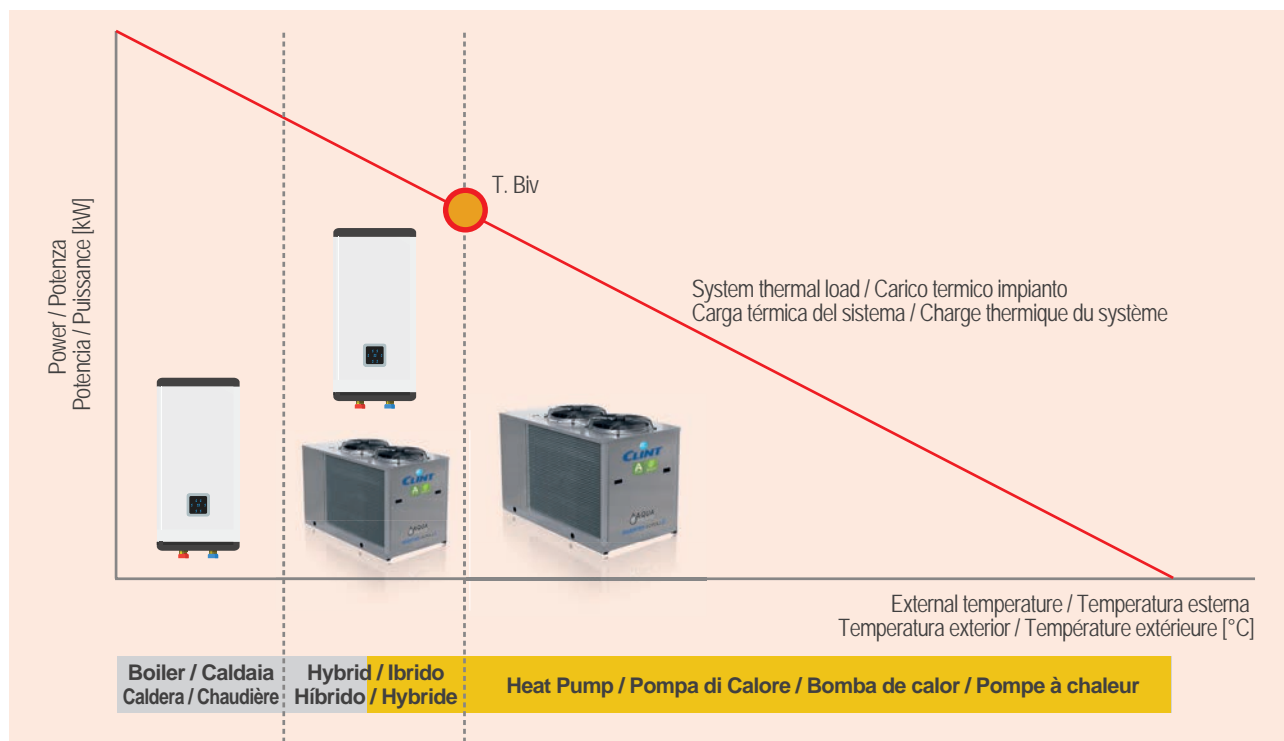 T. Biv
Power / Potenza
Potencia / Puissance [kW]
System thermal load / Carico termico impianto
Carga térmica del sistema / Charge thermique du système
CLINT
A
AQUA
CLINT
A
AQUA
External temperature / Temperatura esterna
Temperatura exterior / Température extérieure [°C]
Boiler / Caldaia
Caldera / Chaudière
Hybrid / Ibrido
Híbrido / Hybride
Heat Pump / Pompa di Calore / Bomba de calor / Pompe à chaleur